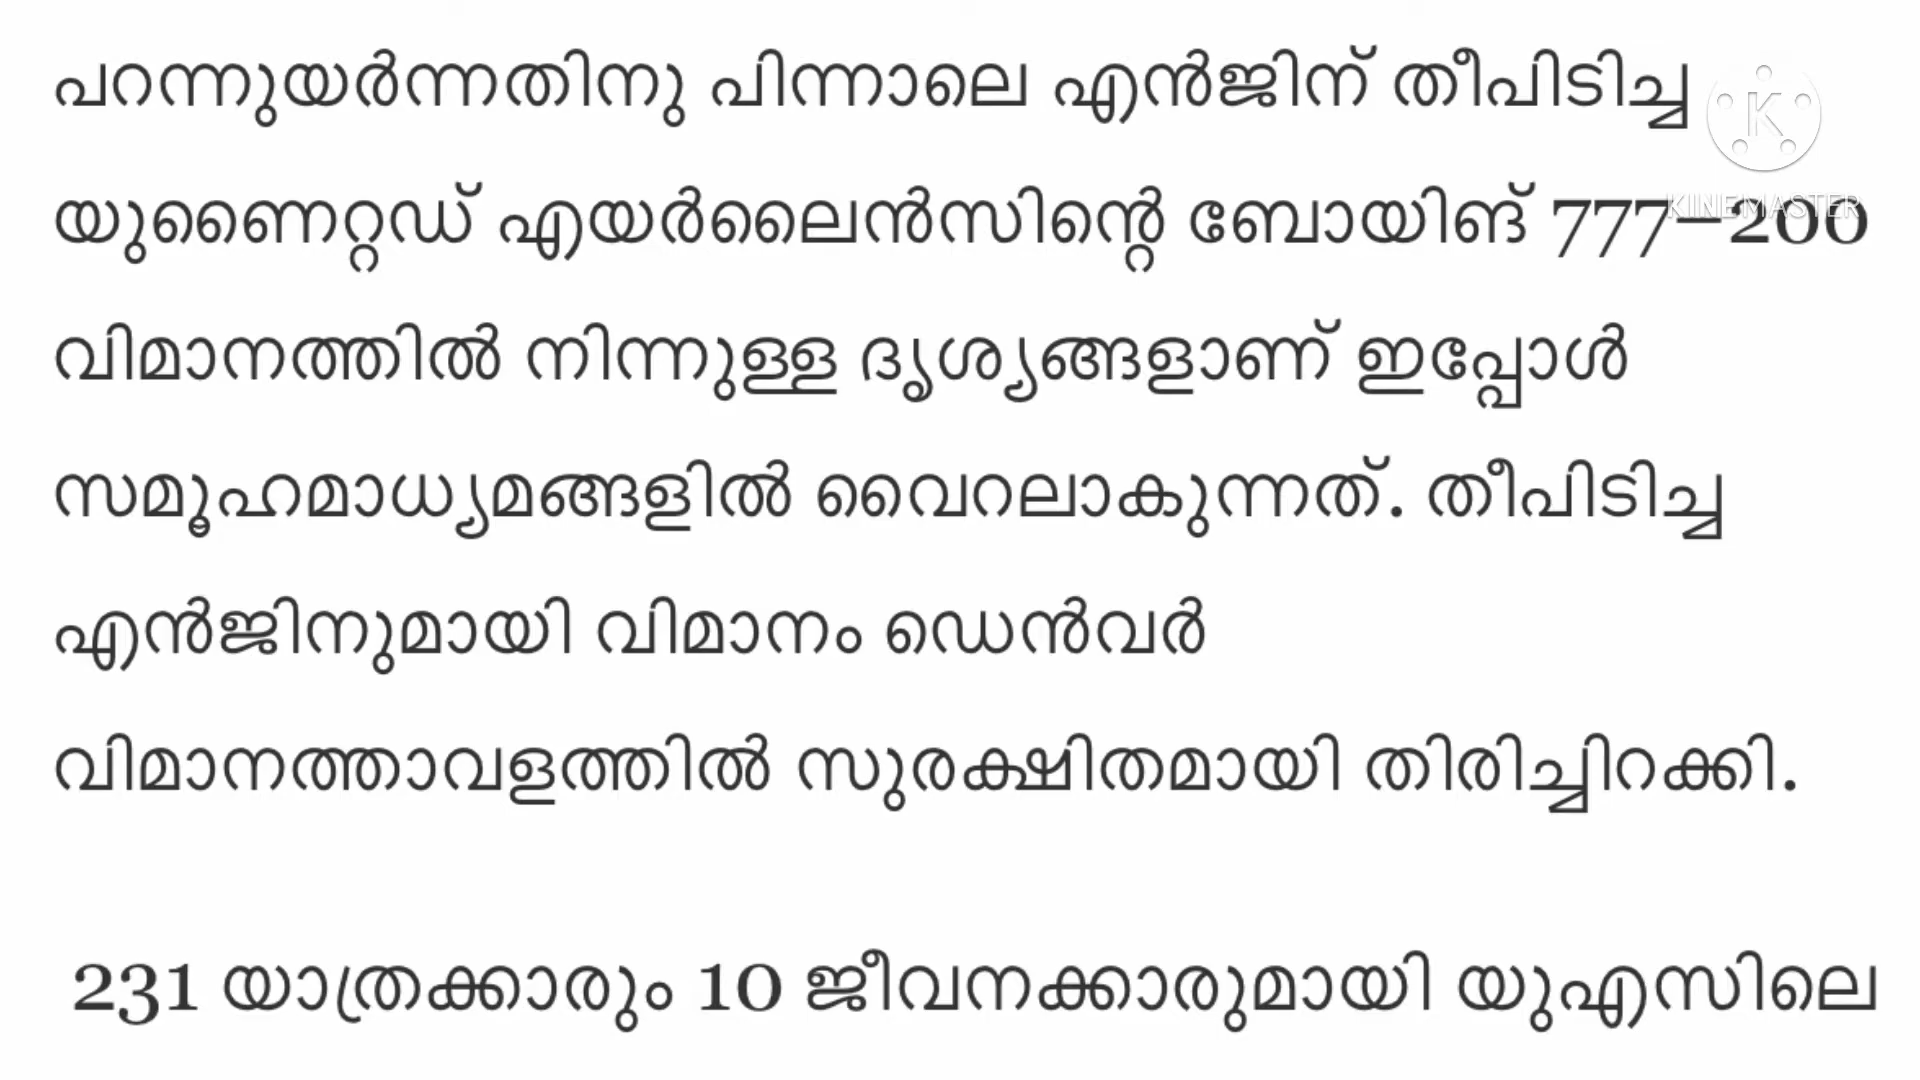 പറന്നുയർന്നതിനു പിന്നാലെ എൻജിന് തീപിടിച്ച
യുണൈറ്റഡ് എയർലൈൻസിന്റെ ബോയിങ് 777–200
വിമാനത്തിൽ നിന്നുള്ള ദൃശ്യങ്ങളാണ് ഇപ്പോൾ
സമൂഹമാധ്യമങ്ങളിൽ വൈറലാകുന്നത്. തീപിടിച്ച
എൻജിനുമായി വിമാനം ഡെൻവർ
വിമാനത്താവളത്തിൽ സുരക്ഷിതമായി തിരിച്ചിറക്കി.
231 യാത്രക്കാരും 10 ജീവനക്കാരുമായി യുഎസിലെ
K
KINEMASTER